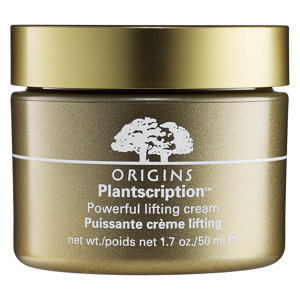 ORIGINS
Plantscription™
Powerful lifting cream
Puissante crème lifting
net wt./poids net 1.7 oz./50 ml ℮